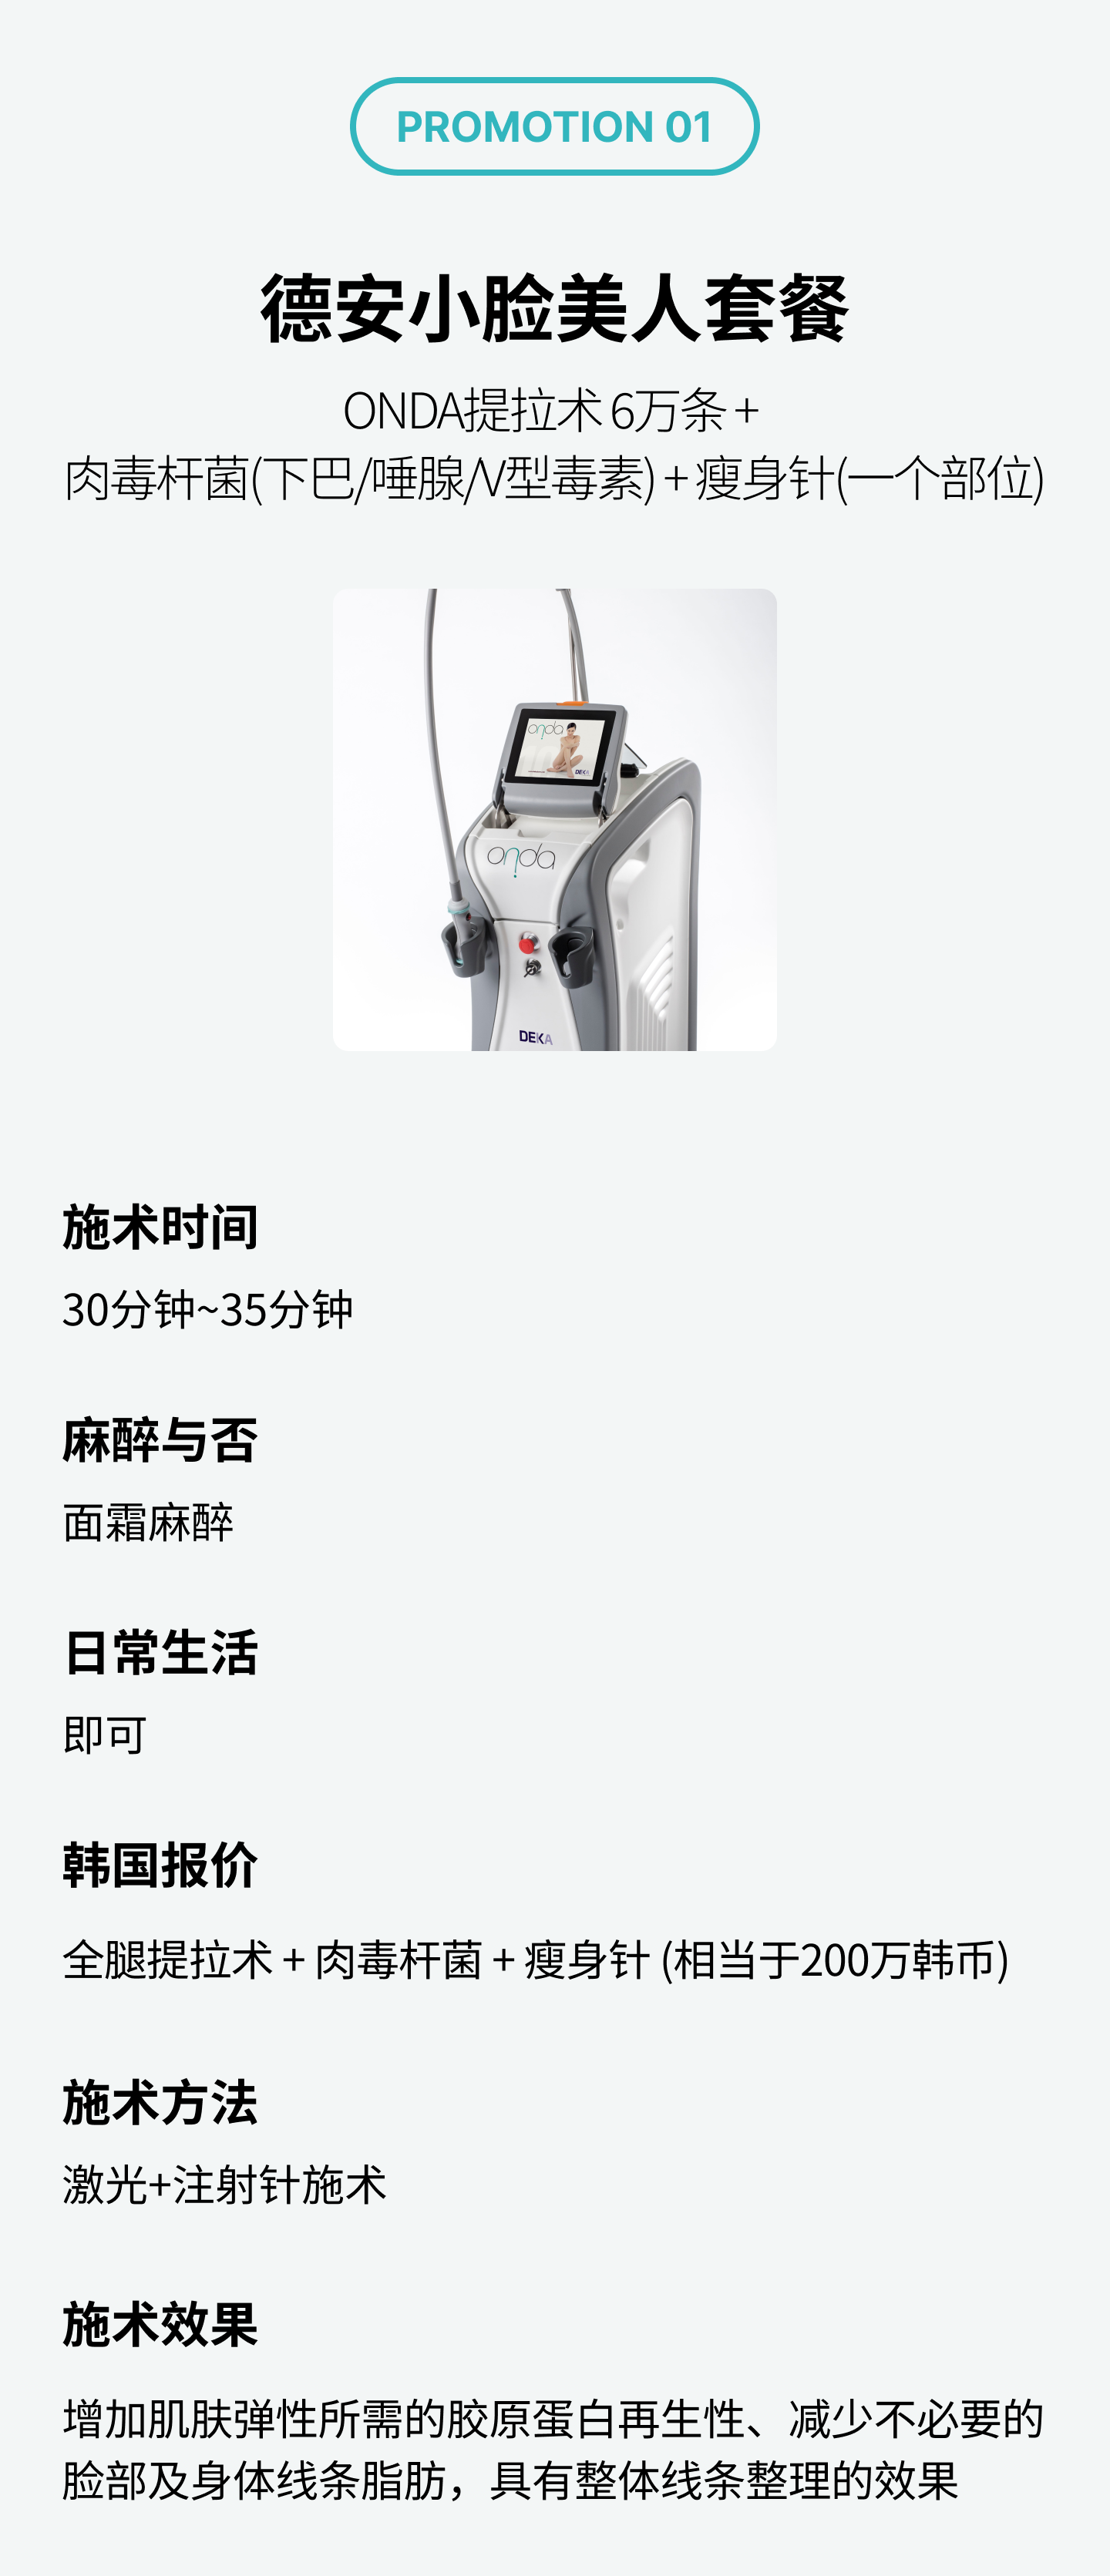 PROMOTION 01
德安小脸美人套餐
ONDA提拉术 6万条 +
肉毒杆菌(下巴/唾腺/V型毒素) + 瘦身针(一个部位)
onda
DEKA
onda
DEKA
施术时间
30分钟~35分钟
麻醉与否
面霜麻醉
日常生活
即可
韩国报价
全腿提拉术 + 肉毒杆菌 + 瘦身针 (相当于200万韩币)
施术方法
激光+注射针施术
施术效果
增加肌肤弹性所需的胶原蛋白再生性、减少不必要的
脸部及身体线条脂肪，具有整体线条整理的效果